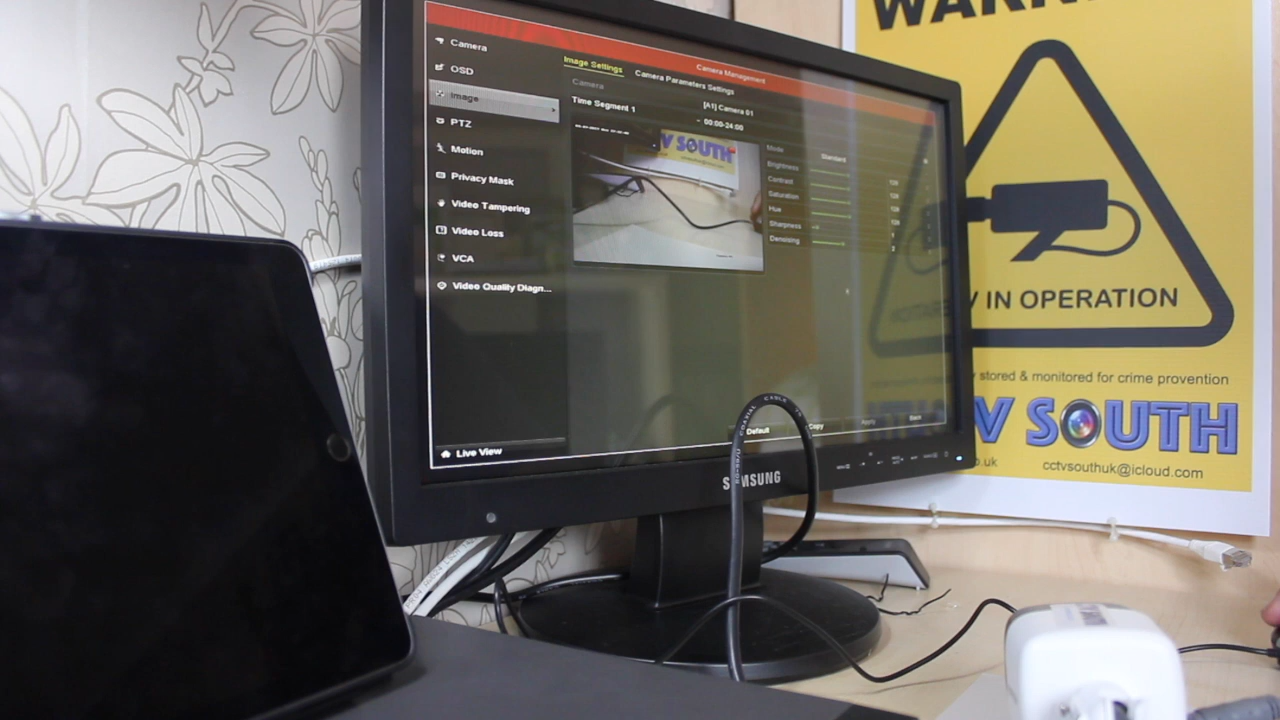 WARN
Camera Management
Camera
OSD
Image
PTZ
Motion
Privacy Mask
Video Tampering
Video Loss
VCA
Video Quality Diagn...
Live View
Image Settings
Camera Parameters Settings
Camera
[A1] Camera 01
Time Segment 1
00:00-24:00
V SOUTH
Mode
Standard
Brightness
Contrast
Saturation
Hue
Sharpness
Denoising
Default
Copy
Apply
Back
SAMSUNG
COAXIAL CABLE
V IN OPERATION
stored & monitored for crime provention
V SOUTH
.uk
cctvsouthuk@icloud.com